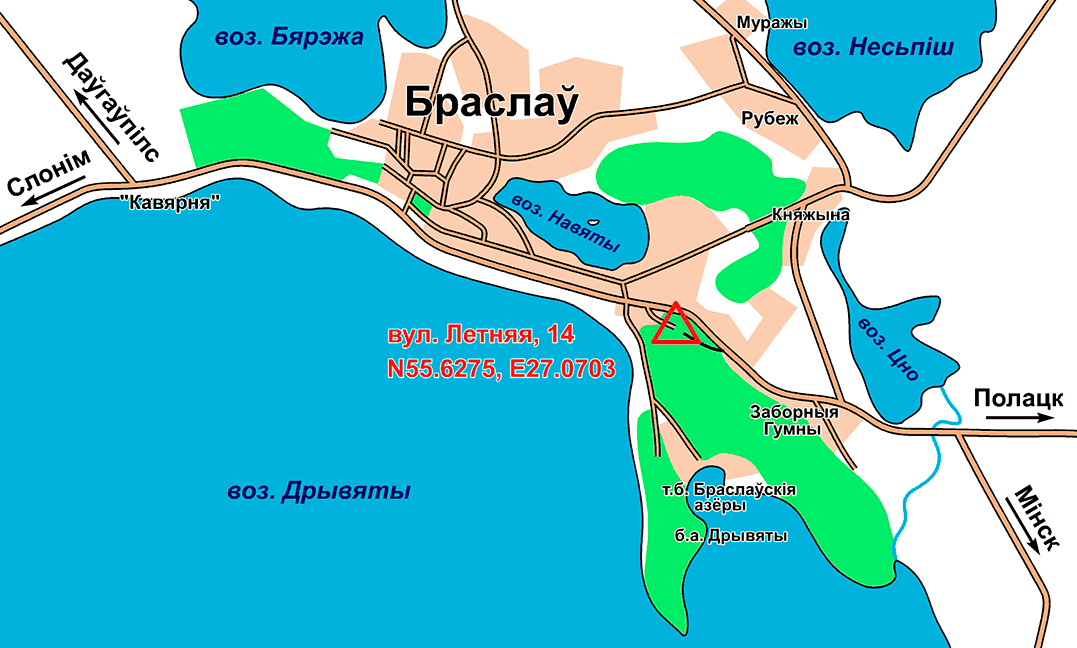 Муражы
воз. Бярэжа
воз. Несьпіш
Даўгаўпілс
Браслаў
Рубеж
Слонім
"Кавярня"
воз. Навяты
Княжына
вул. Летняя, 14
N55.6275, E27.0703
воз. Цно
Полацк
Заборныя
Гумны
воз. Дрывяты
т.б. Браслаўскія
азёры
Мінск
б.а. Дрывяты